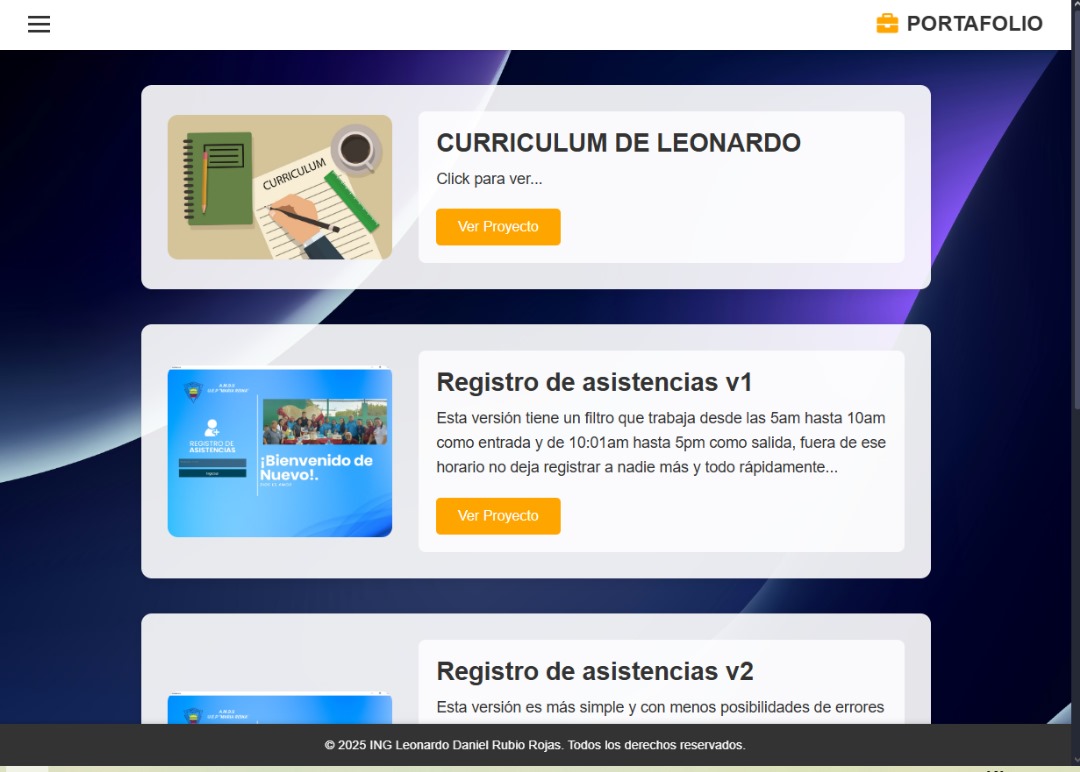 PORTAFOLIO
CURRICULUM
CURRICULUM DE LEONARDO
Click para ver...
Ver Proyecto
REGISTRO DE
ASISTENCIAS
¡Bienvenido de
Nuevo!.
Registro de asistencias v1
Esta versión tiene un filtro que trabaja desde las 5am hasta 10am
como entrada y de 10:01am hasta 5pm como salida, fuera de ese
horario no deja registrar a nadie más y todo rápidamente...
Ver Proyecto
Registro de asistencias v2
Esta versión es más simple y con menos posibilidades de errores
© 2025 ING Leonardo Daniel Rubio Rojas. Todos los derechos reservados.